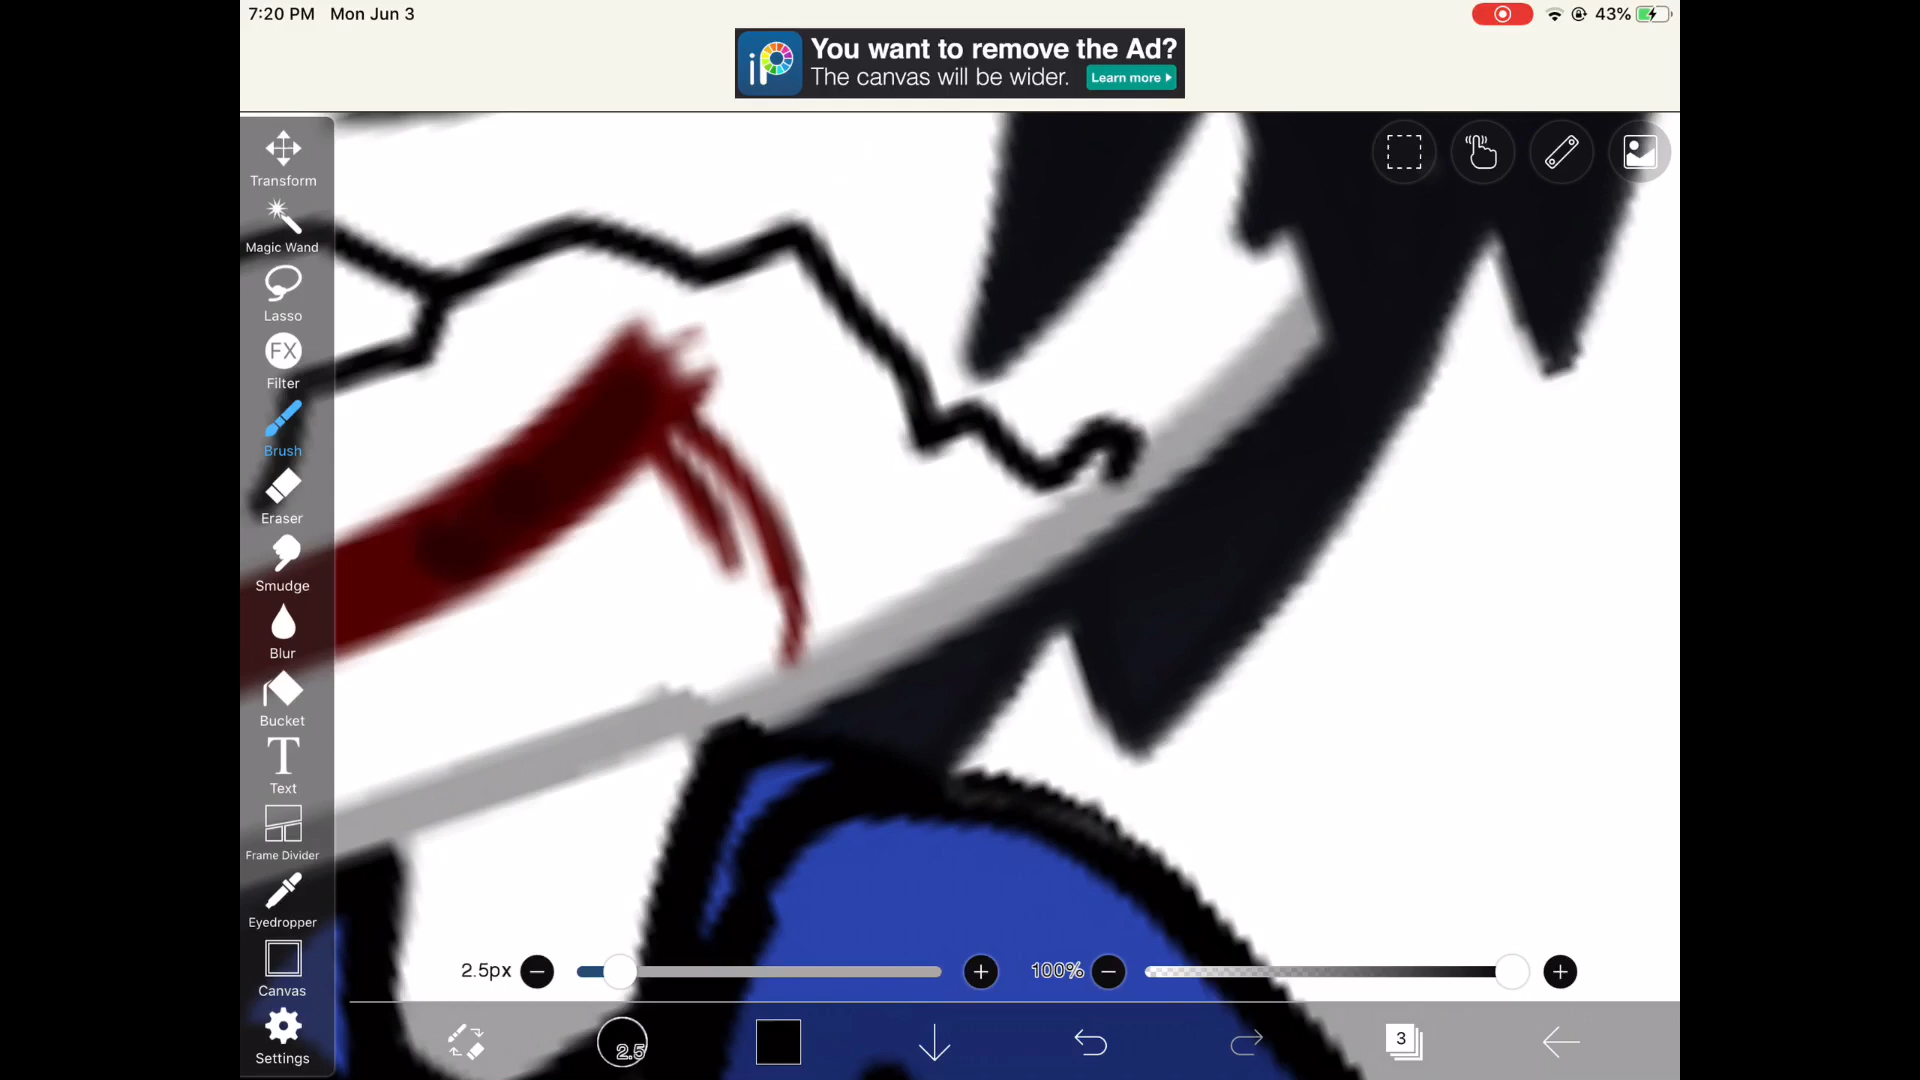 7:20 PM Mon Jun 3
43%
iP
You want to remove the Ad?
The canvas will be wider. Learn more
Transform
Magic Wand
Lasso
FX
Filter
Brush
Eraser
Smudge
Blur
Bucket
T
Text
Frame Divider
Eyedropper
Canvas
Settings
2.5px
100%
2.5
3